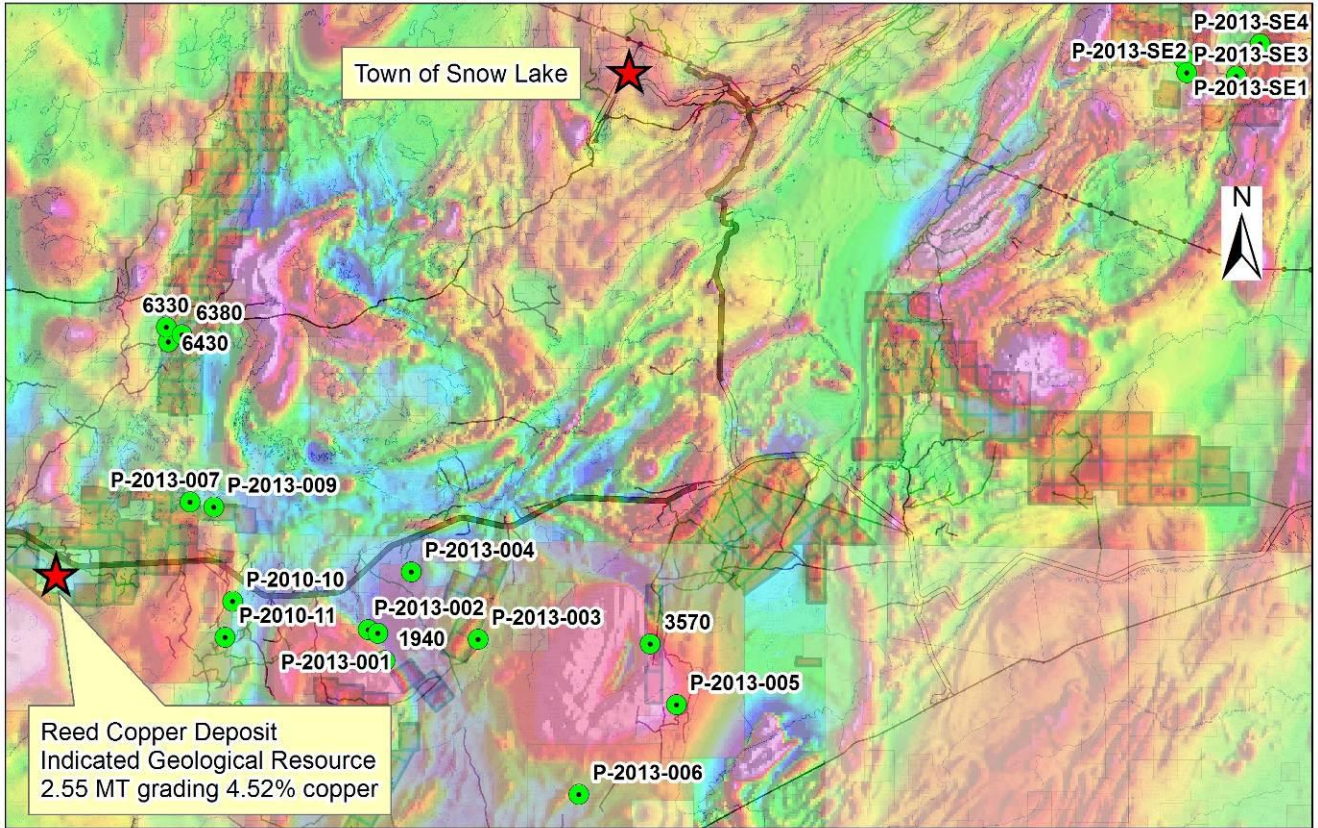 P-2013-SE4
Town of Snow Lake
P-2013-SE2
P-2013-SE3
P-2013-SE1
N
6330
6380
6430
P-2013-007
P-2013-009
P-2013-004
P-2010-10
P-2010-11
P-2013-002
P-2013-003
3570
1940
P-2013-001
P-2013-005
Reed Copper Deposit
Indicated Geological Resource
2.55 MT grading 4.52% copper
P-2013-006